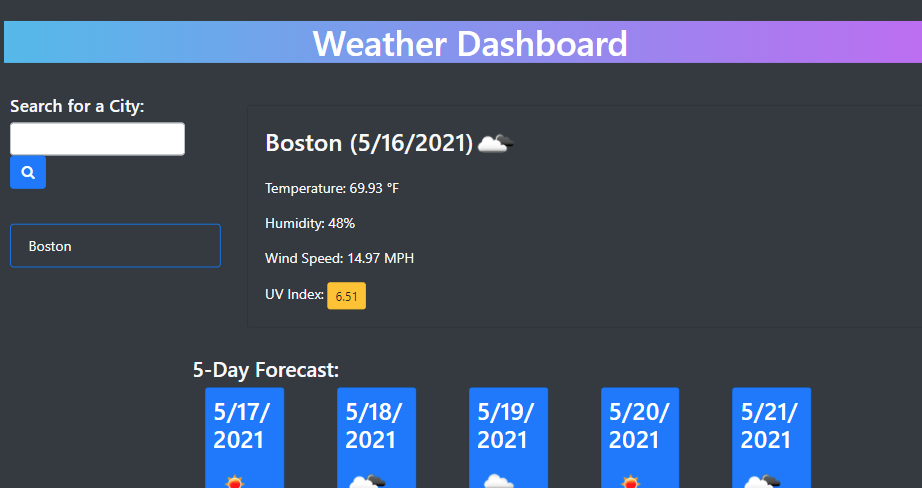 Weather Dashboard
Search for a City:
Boston
Boston (5/16/2021)
Temperature: 69.93 °F
Humidity: 48%
Wind Speed: 14.97 MPH
UV Index: 6.51
5-Day Forecast:
5/17/
2021
5/18/
2021
5/19/
2021
5/20/
2021
5/21/
2021